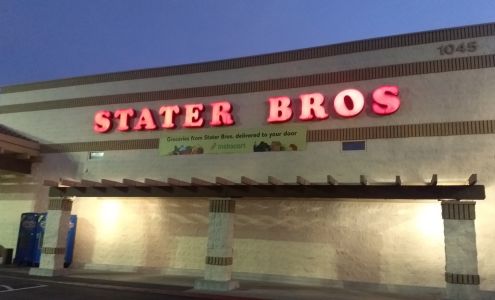 1045
STATER BROS
Groceries from Stater Bros. delivered to your door
instacart